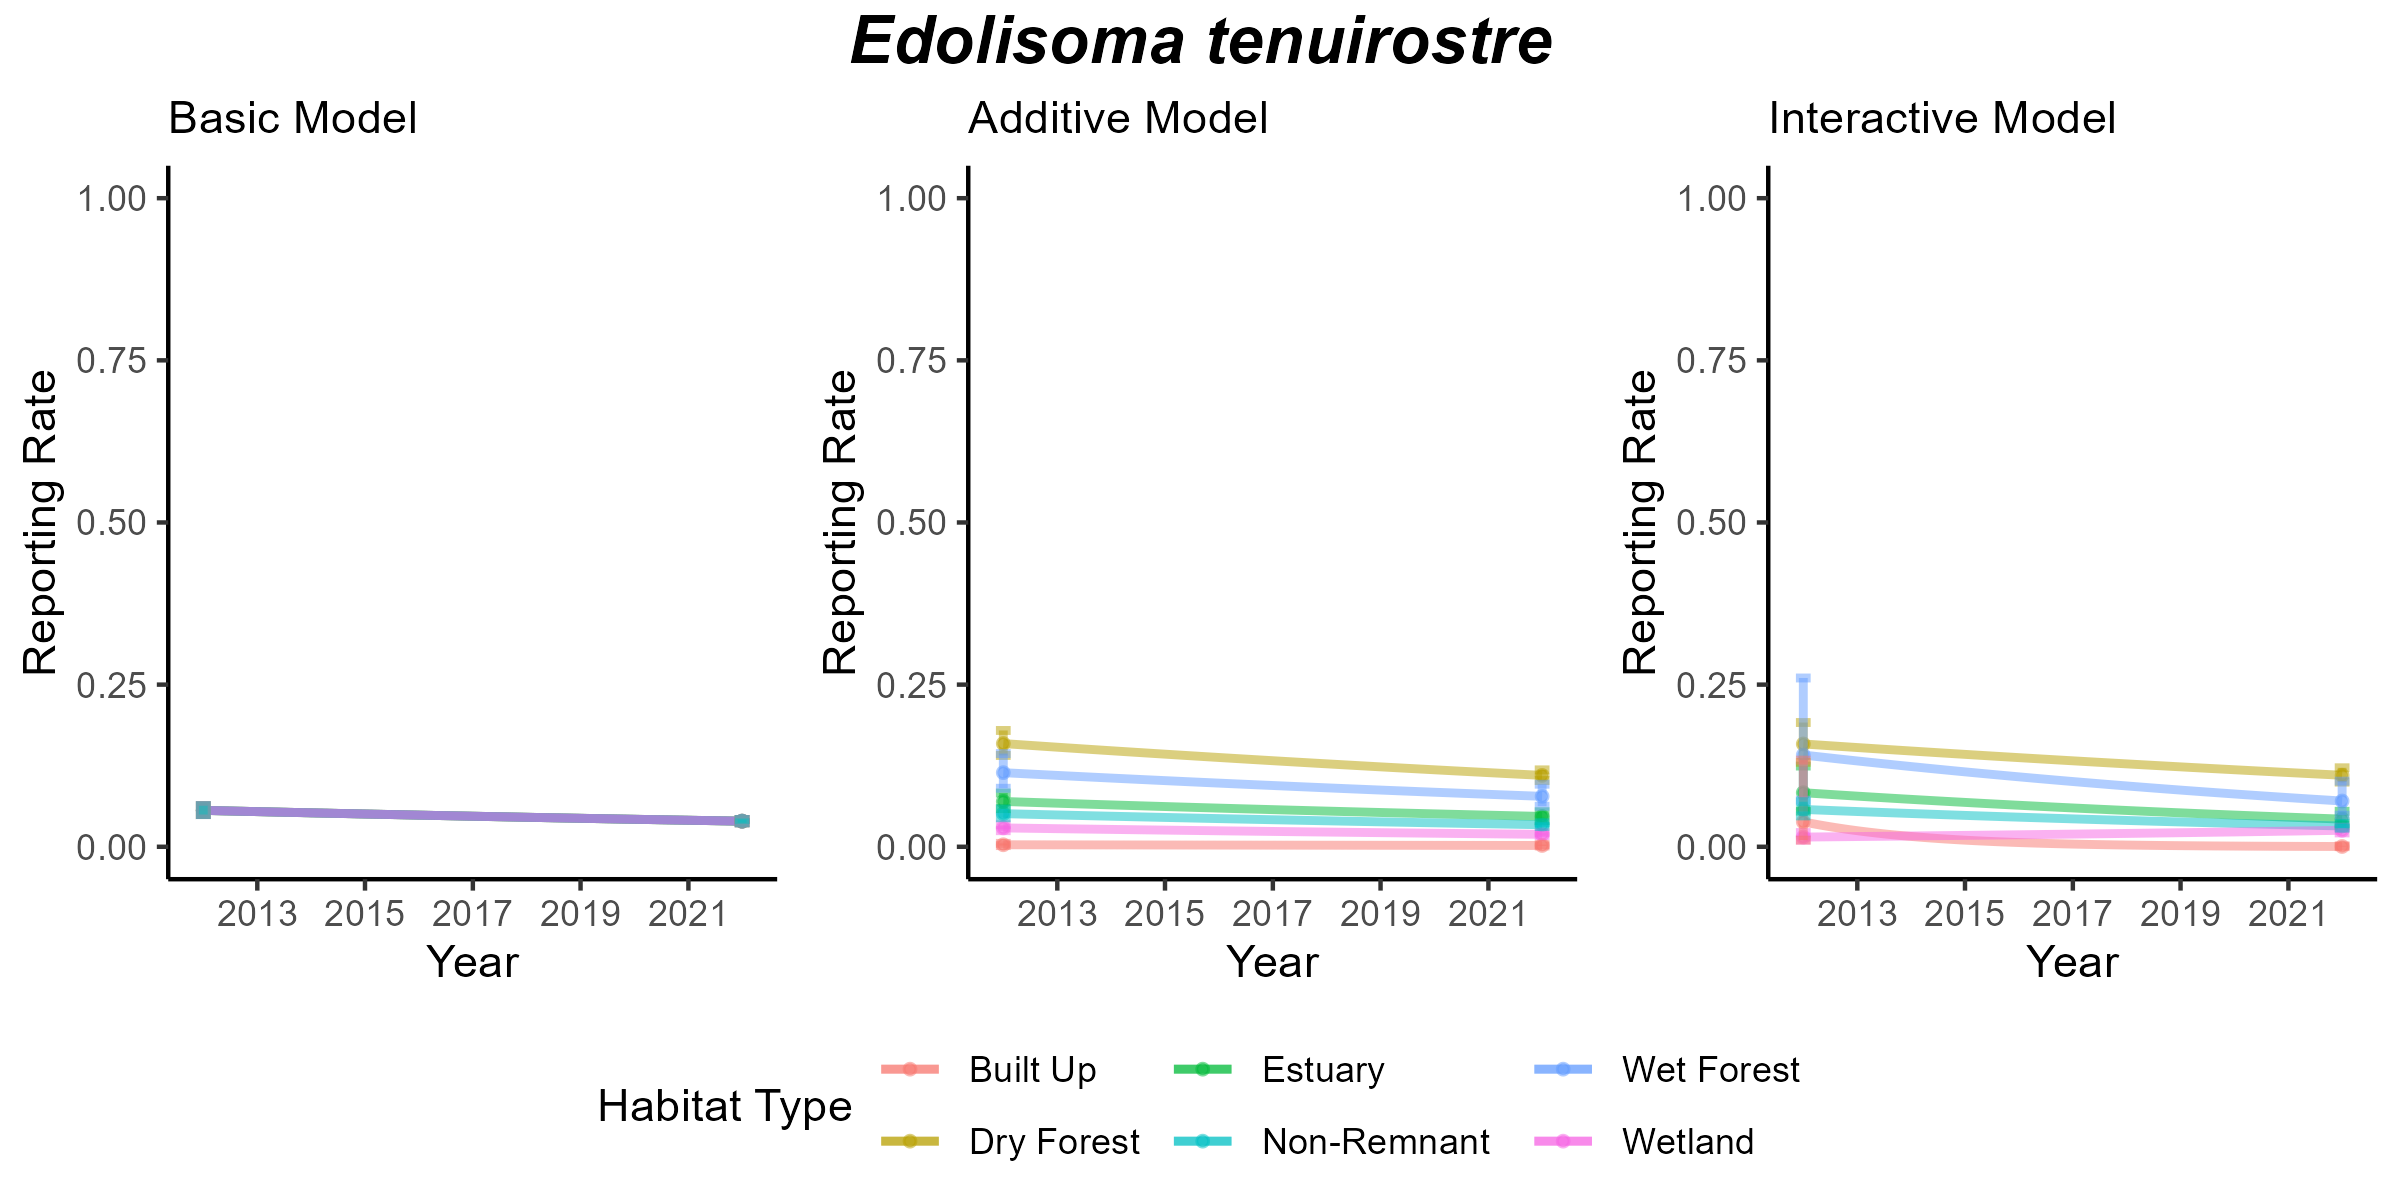 Edolisoma tenuirostre
Basic Model
Additive Model
Interactive Model
Reporting Rate
1.00
0.75
0.50
0.25
0.00
2013 2015 2017 2019 2021
Year
Reporting Rate
1.00
0.75
0.50
0.25
0.00
2013 2015 2017 2019 2021
Year
Reporting Rate
1.00
0.75
0.50
0.25
0.00
2013 2015 2017 2019 2021
Year
Habitat Type
Built Up
Estuary
Wet Forest
Dry Forest
Non-Remnant
Wetland